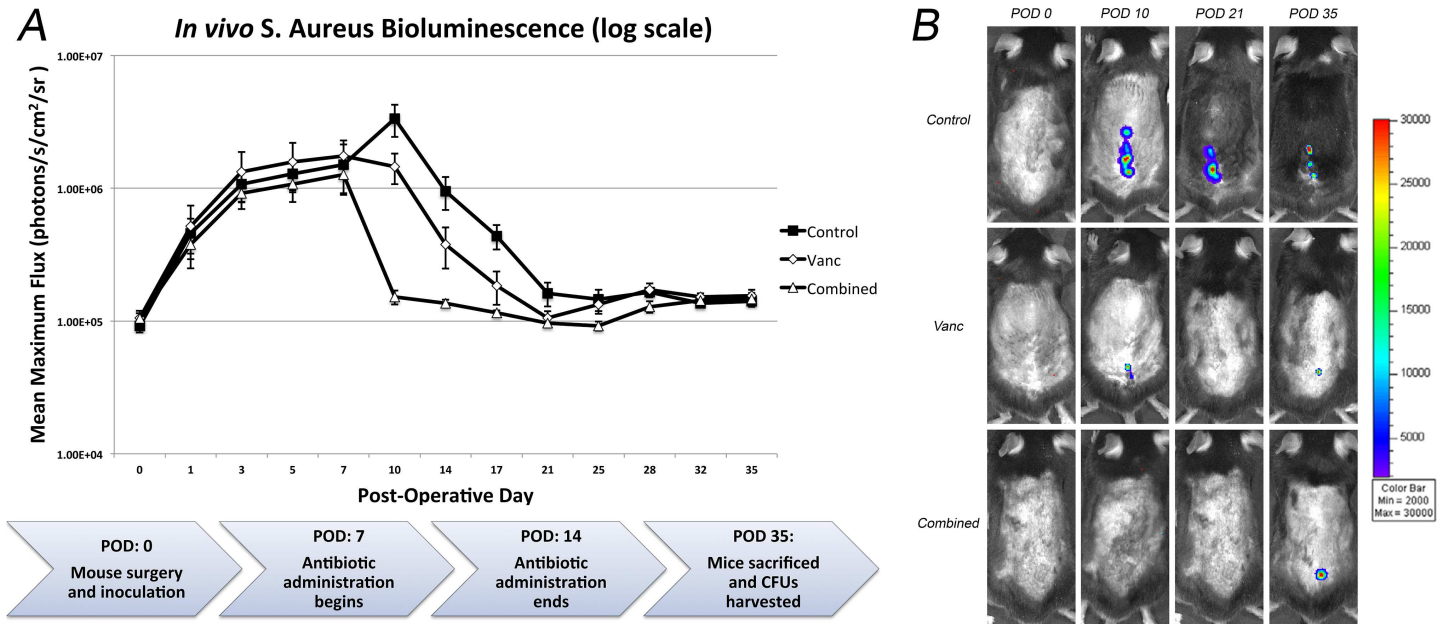 A
In vivo S. Aureus Bioluminescence (log scale)
Mean Maximum Flux (photons/s/cm²/sr)
1.00E+07
1.00E+06
1.00E+05
1.00E+04
0 1 3 5 7 10 14 17 21 25 28 32 35
Post-Operative Day
Control
Vanc
Combined
POD: 0
Mouse surgery
and inoculation
POD: 7
Antibiotic
administration
begins
POD: 14
Antibiotic
administration
ends
POD 35:
Mice sacrificed
and CFUs
harvested
B
POD 0 POD 10 POD 21 POD 35
Control
Vanc
Combined
30000
25000
20000
15000
10000
5000
Color Bar
Min = 2000
Max = 30000